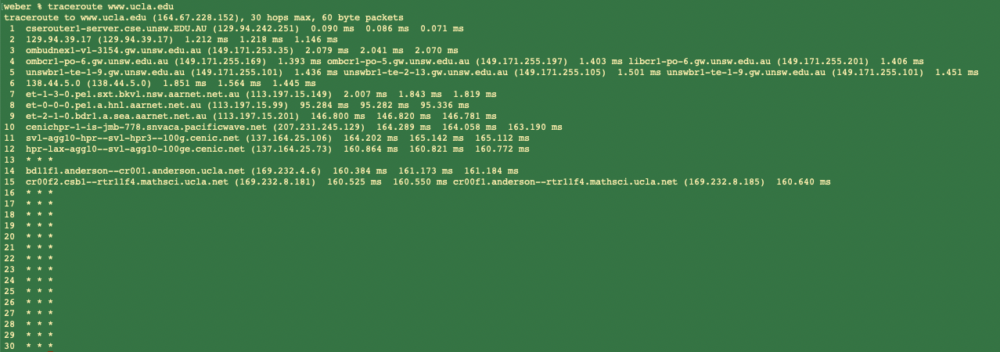 weber % traceroute www.ucla.edu
traceroute to www.ucla.edu (164.67.228.152), 30 hops max, 60 byte packets
1 cserouter1-server.cse.unsw.EDU.AU (129.94.242.251) 0.090 ms 0.086 ms 0.071 ms
2 129.94.39.17 (129.94.39.17) 1.212 ms 1.218 ms 1.146 ms
3 ombudnex1-vl-3154.gw.unsw.edu.au (149.171.253.35) 2.079 ms 2.041 ms 2.070 ms
4 ombcr1-po-6.gw.unsw.edu.au (149.171.255.169) 1.393 ms ombcr1-po-5.gw.unsw.edu.au (149.171.255.197) 1.403 ms libcr1-po-6.gw.unsw.edu.au (149.171.255.201) 1.406 ms
5 unswbr1-te-1-9.gw.unsw.edu.au (149.171.255.101) 1.436 ms unswbr1-te-2-13.gw.unsw.edu.au (149.171.255.105) 1.501 ms unswbr1-te-1-9.gw.unsw.edu.au (149.171.255.101) 1.451 ms
6 138.44.5.0 (138.44.5.0) 1.851 ms 1.564 ms 1.445 ms
7 et-1-3-0.pe1.sxt.bkvl.nsw.aarnet.net.au (113.197.15.149) 2.007 ms 1.843 ms 1.819 ms
8 et-0-0-0.pe1.a.hnl.aarnet.net.au (113.197.15.99) 95.284 ms 95.282 ms 95.336 ms
9 et-2-1-0.bdr1.a.sea.aarnet.net.au (113.197.15.201) 146.800 ms 146.820 ms 146.781 ms
10 cenichpr-1-is-jmb-778.snvaca.pacificwave.net (207.231.245.129) 164.289 ms 164.058 ms 163.190 ms
11 svl-agg10-hpr--svl-hpr3--100g.cenic.net (137.164.25.106) 164.202 ms 165.142 ms 165.112 ms
12 hpr-lax-agg10--svl-agg10-100ge.cenic.net (137.164.25.73) 160.864 ms 160.821 ms 160.772 ms
13 * * *
14 bd11f1.anderson--cr001.anderson.ucla.net (169.232.4.6) 160.384 ms 161.173 ms 161.184 ms
15 cr00f2.csb1--rtr11f4.mathsci.ucla.net (169.232.8.181) 160.525 ms 160.550 ms cr00f1.anderson--rtr11f4.mathsci.ucla.net (169.232.8.185) 160.640 ms
16 * * *
17 * * *
18 * * *
19 * * *
20 * * *
21 * * *
22 * * *
23 * * *
24 * * *
25 * * *
26 * * *
27 * * *
28 * * *
29 * * *
30 * * *